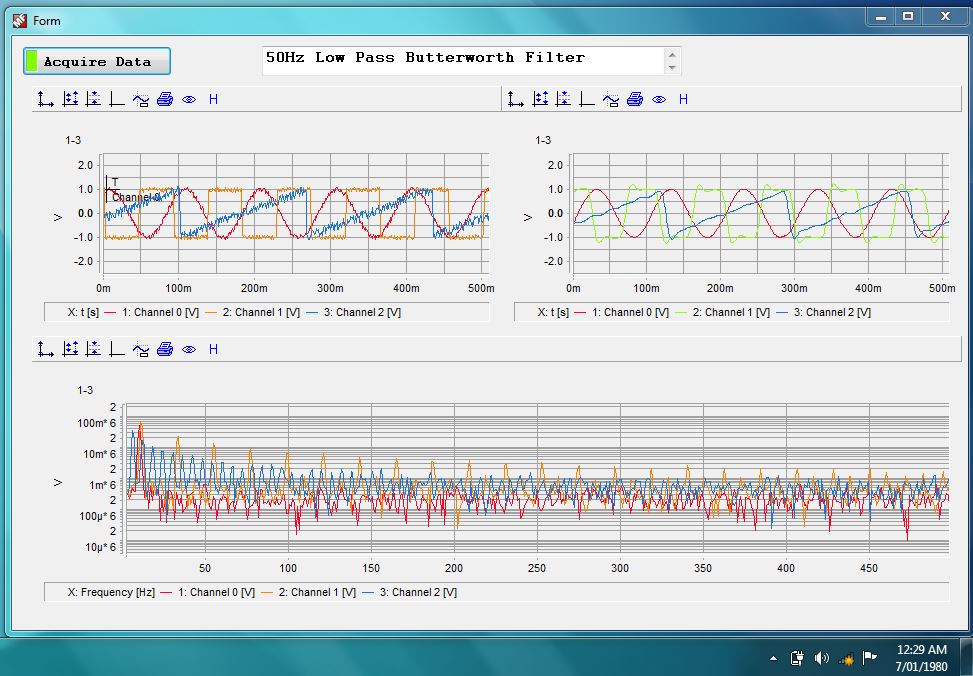 Form
Acquire Data
50Hz Low Pass Butterworth Filter
H
H
1-3
1-3
2.0
1.0
0.0
-1.0
-2.0
V
T
Channel 0
0m 100m 200m 300m 400m 500m
X: t [s] 1: Channel 0 [V] 2: Channel 1 [V] 3: Channel 2 [V]
2.0
1.0
0.0
-1.0
-2.0
V
0m 100m 200m 300m 400m 500m
X: t [s] 1: Channel 0 [V] 2: Channel 1 [V] 3: Channel 2 [V]
H
1-3
V
2
100m* 6
2
10m* 6
2
1m* 6
2
100µ* 6
2
10µ* 6
50 100 150 200 250 300 350 400 450
X: Frequency [Hz] 1: Channel 0 [V] 2: Channel 1 [V] 3: Channel 2 [V]
12:29 AM
7/01/1980